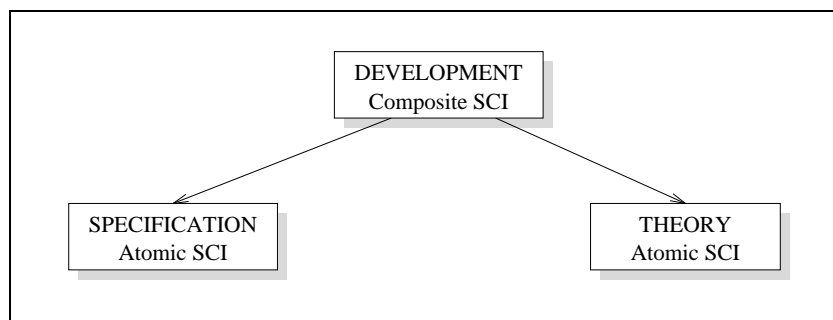 DEVELOPMENT
Composite SCI
SPECIFICATION
Atomic SCI
THEORY
Atomic SCI